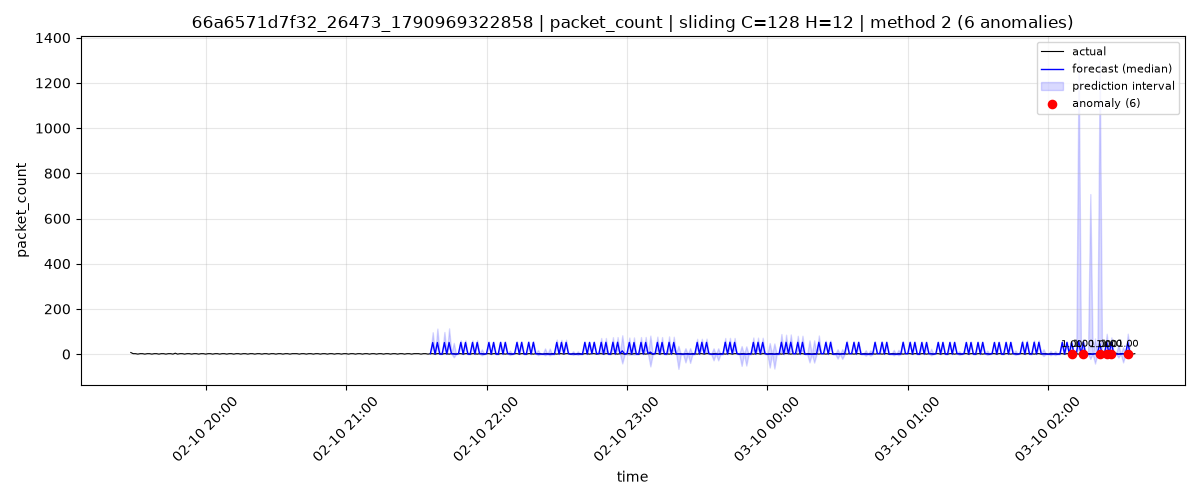 66a6571d7f32_26473_1790969322858 | packet_count | sliding C=128 H=12 | method 2 (6 anomalies)
packet_count
1400
1200
1000
800
600
400
200
0
actual
forecast (median)
prediction interval
anomaly (6)
02-10 20:00
02-10 21:00
02-10 22:00
02-10 23:00
03-10 00:00
03-10 01:00
03-10 02:00
time